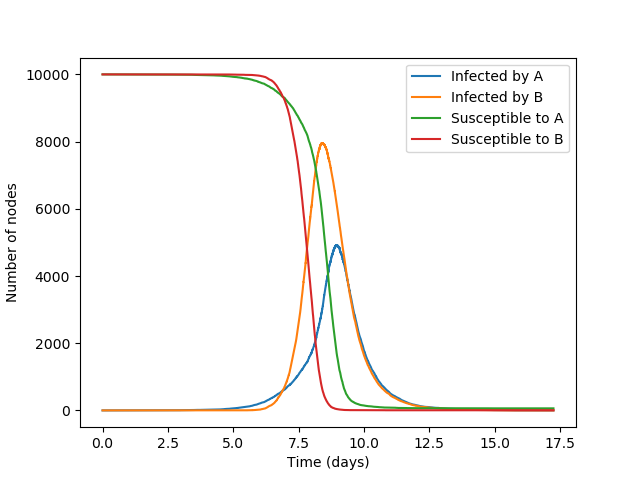 10000
8000
6000
4000
2000
0
Number of nodes
Infected by A
Infected by B
Susceptible to A
Susceptible to B
0.0 2.5 5.0 7.5 10.0 12.5 15.0 17.5
Time (days)